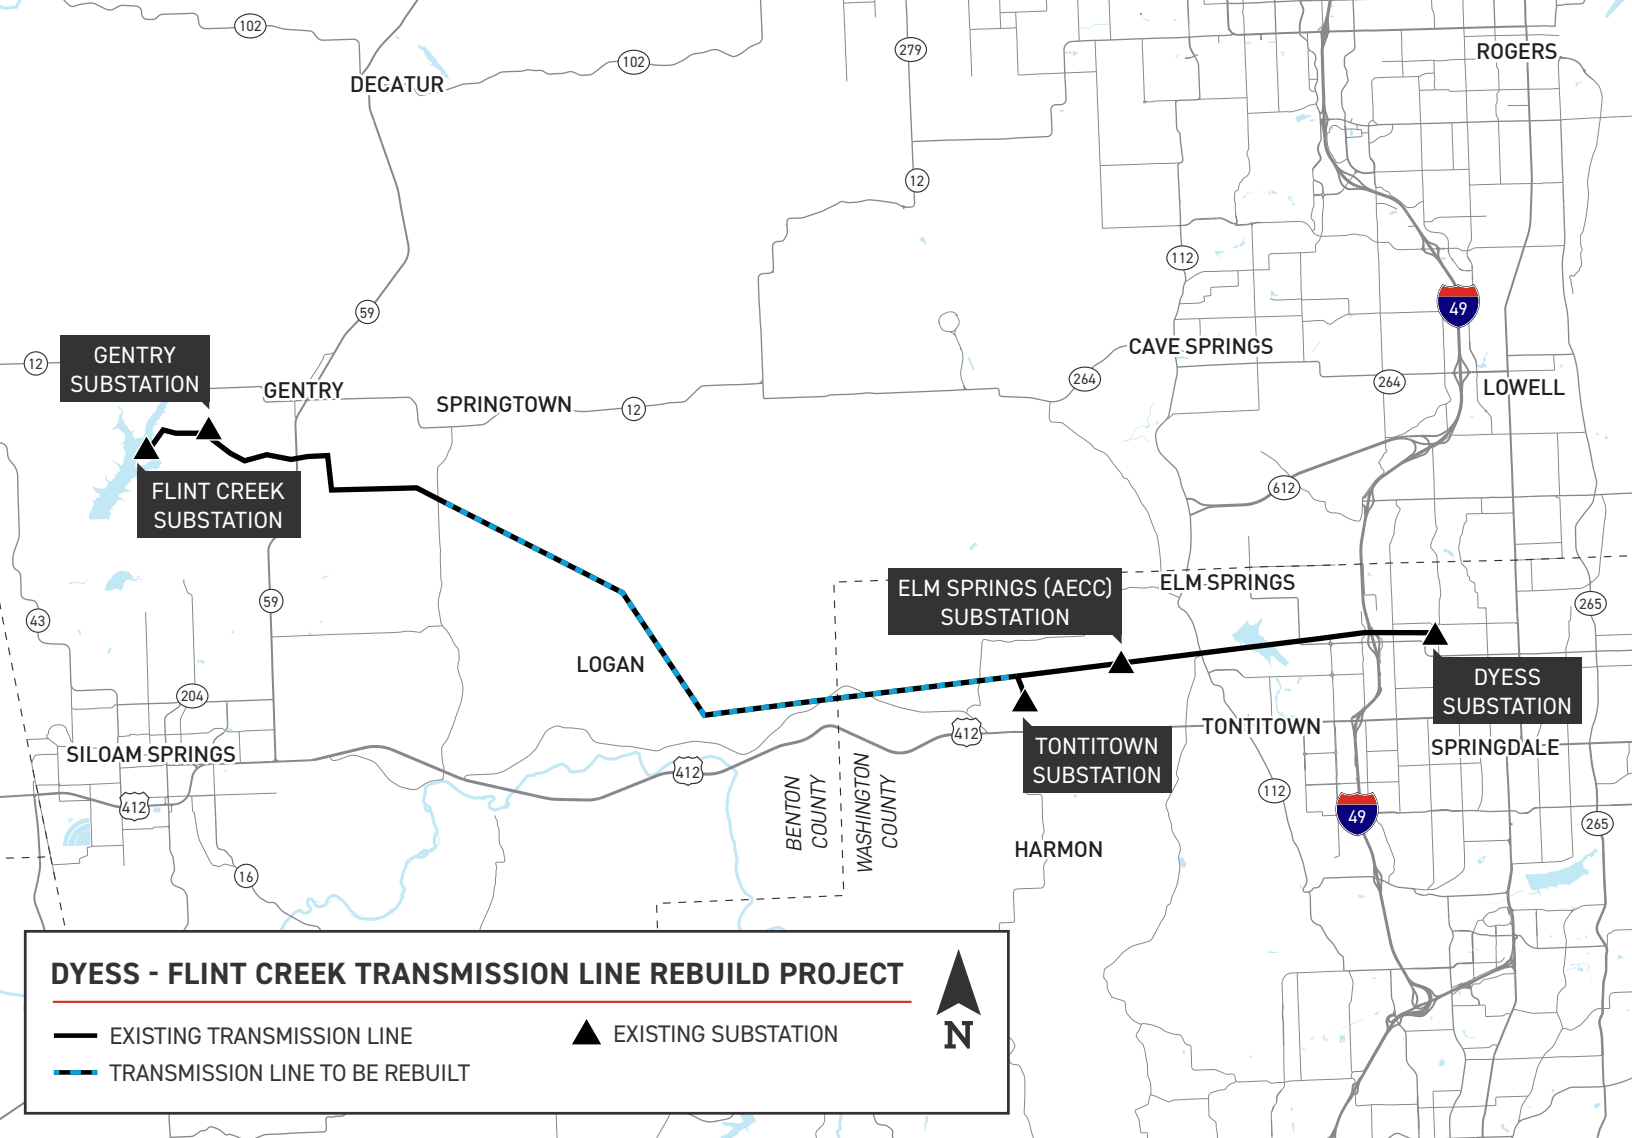 102
DECATUR
102
279
ROGERS
12
112
59
49
12
GENTRY
SUBSTATION
GENTRY
SPRINGTOWN
12
CAVE SPRINGS
264
264
LOWELL
FLINT CREEK
SUBSTATION
612
43
59
ELM SPRINGS (AECC)
SUBSTATION
ELM SPRINGS
265
LOGAN
DYESS
SUBSTATION
204
SILOAM SPRINGS
412
412
412
TONTITOWN
SUBSTATION
TONTITOWN
SPRINGDALE
BENTON
COUNTY
WASHINGTON
COUNTY
112
49
265
HARMON
16
DYESS - FLINT CREEK TRANSMISSION LINE REBUILD PROJECT
EXISTING TRANSMISSION LINE
EXISTING SUBSTATION
TRANSMISSION LINE TO BE REBUILT
N